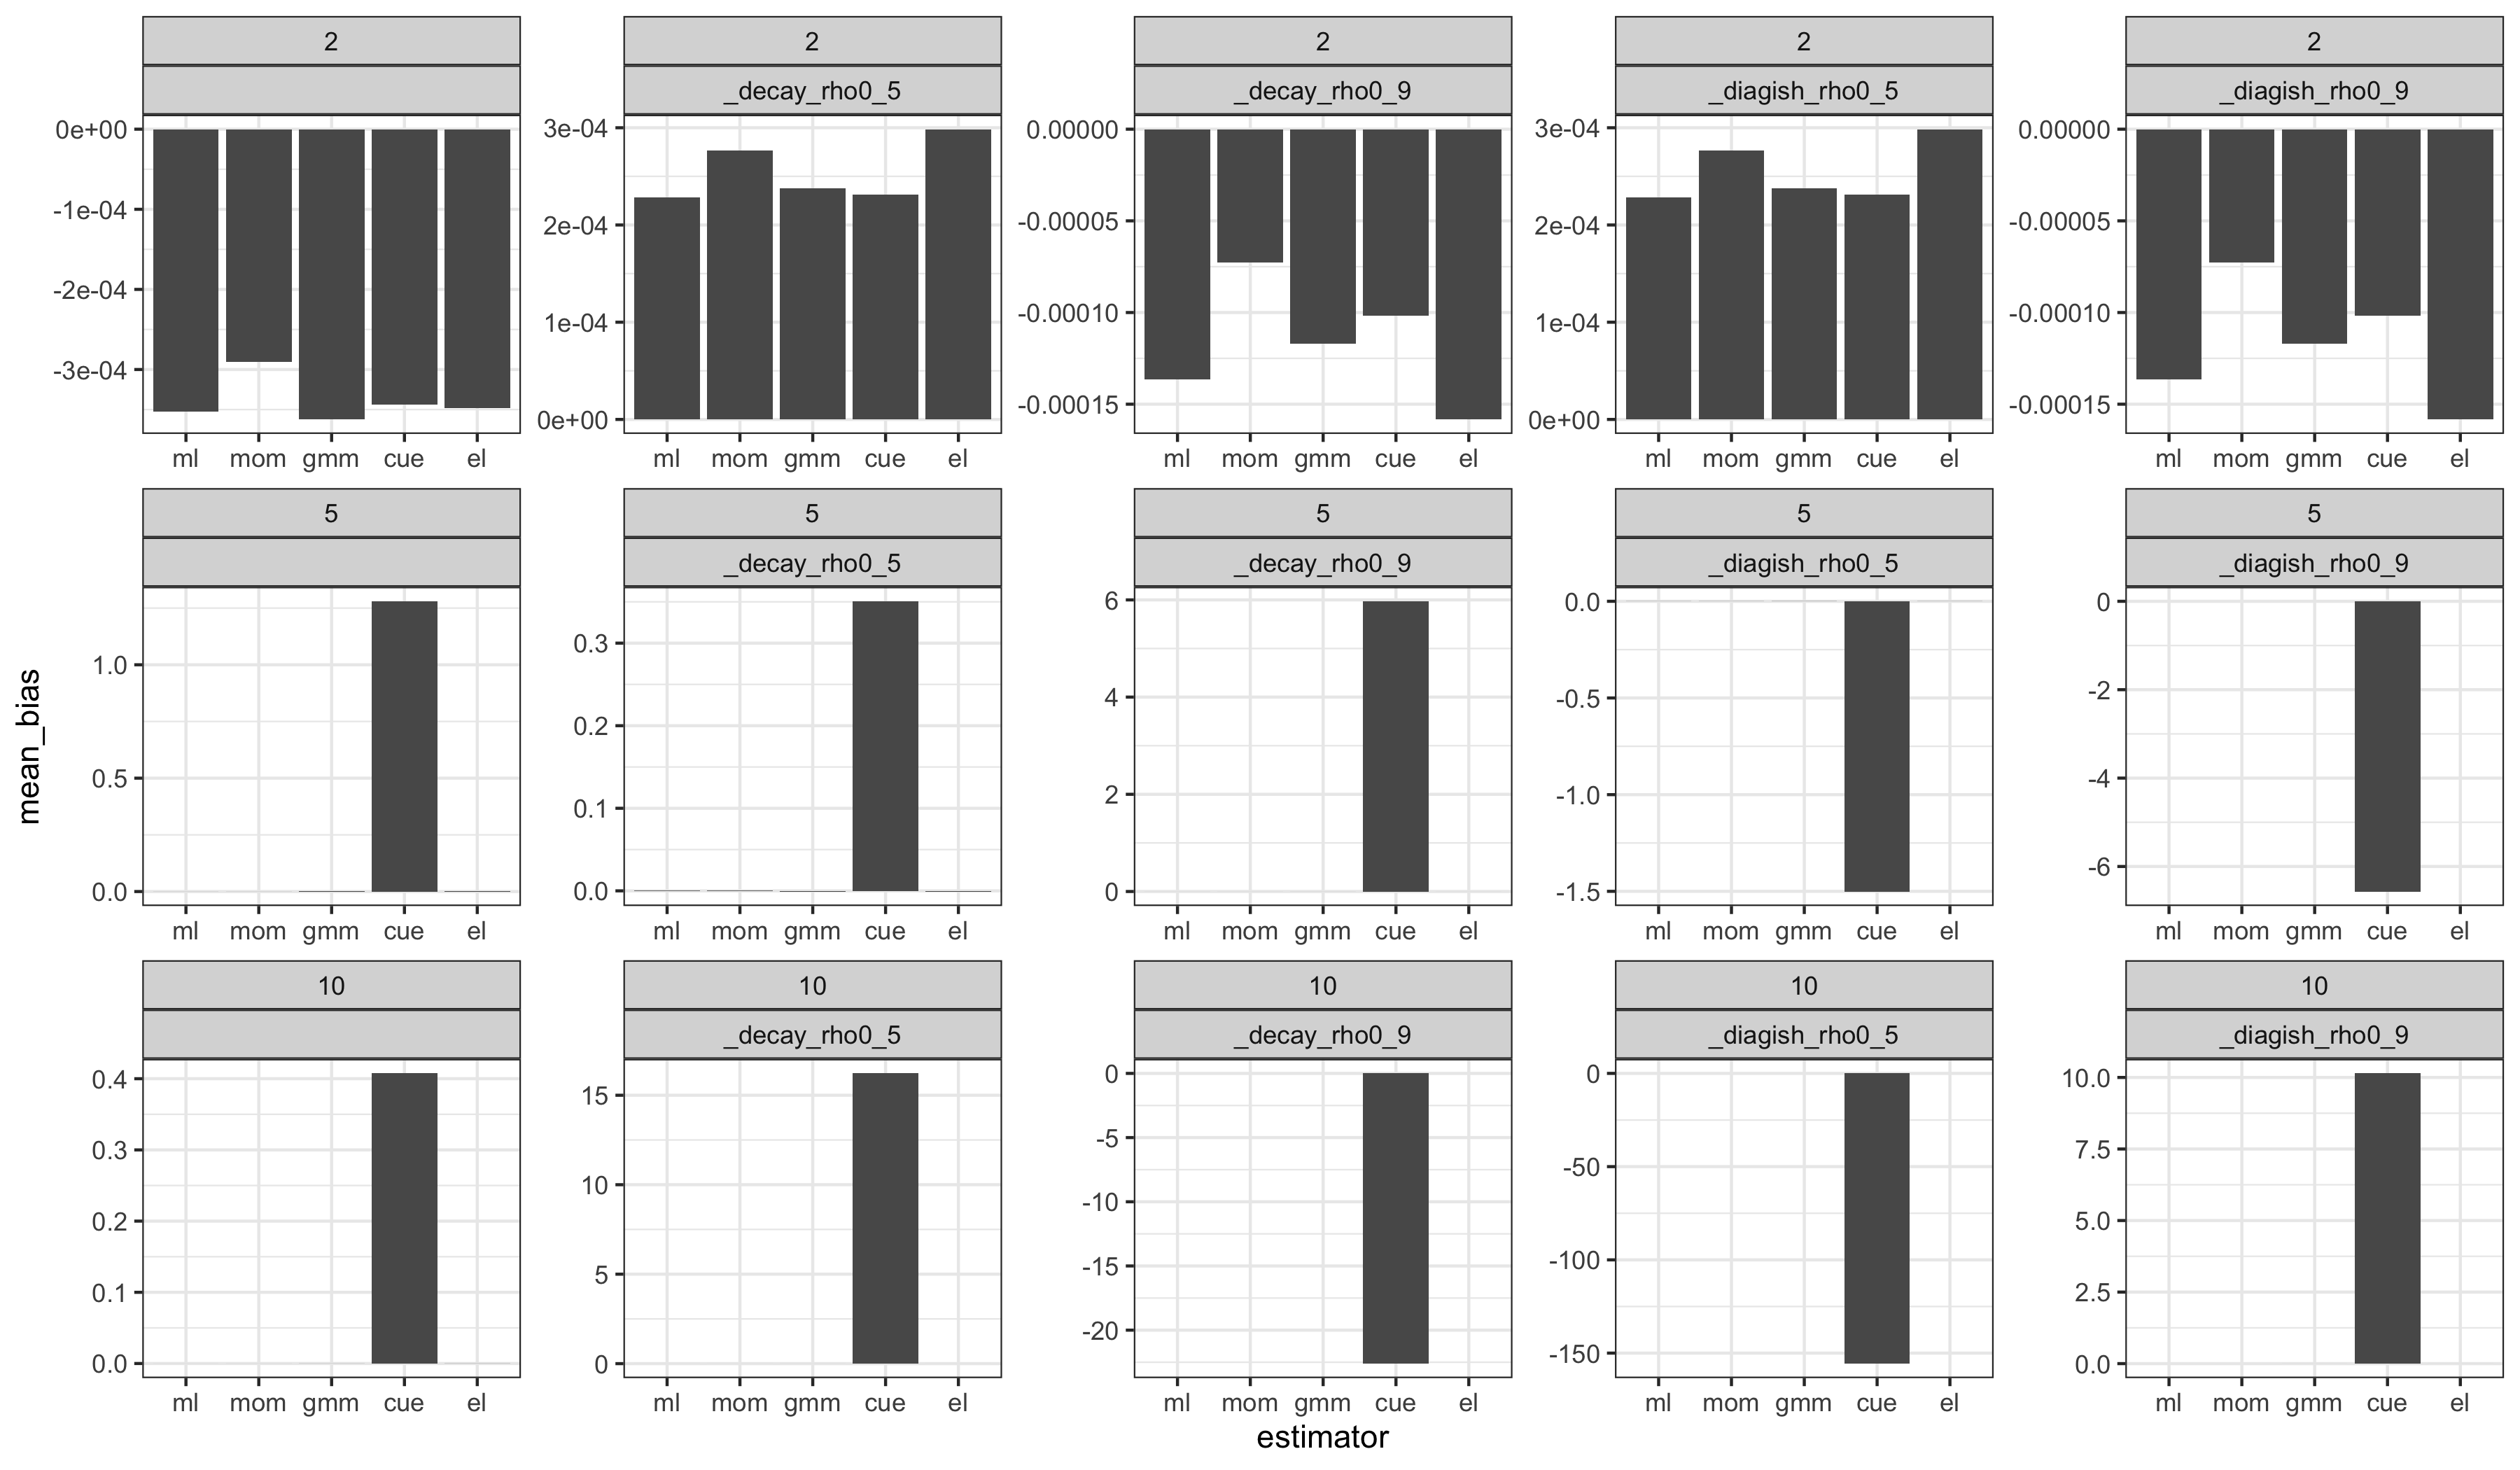 2 2 2 2 2
_decay_rho0_5 _decay_rho0_9 _diagish_rho0_5 _diagish_rho0_9
0e+00
-1e-04
-2e-04
-3e-04
3e-04
2e-04
1e-04
0e+00
0.00000
-0.00005
-0.00010
-0.00015
3e-04
2e-04
1e-04
0e+00
0.00000
-0.00005
-0.00010
-0.00015
ml mom gmm cue el
ml mom gmm cue el
ml mom gmm cue el
ml mom gmm cue el
ml mom gmm cue el
mean_bias
5 5 5 5 5
_decay_rho0_5 _decay_rho0_9 _diagish_rho0_5 _diagish_rho0_9
1.0
0.5
0.0
0.3
0.2
0.1
0.0
6
4
2
0
0.0
-0.5
-1.0
-1.5
0
-2
-4
-6
ml mom gmm cue el
ml mom gmm cue el
ml mom gmm cue el
ml mom gmm cue el
ml mom gmm cue el
10 10 10 10 10
_decay_rho0_5 _decay_rho0_9 _diagish_rho0_5 _diagish_rho0_9
0.4
0.3
0.2
0.1
0.0
15
10
5
0
0
-5
-10
-15
-20
0
-50
-100
-150
10.0
7.5
5.0
2.5
0.0
ml mom gmm cue el
ml mom gmm cue el
ml mom gmm cue el
ml mom gmm cue el
ml mom gmm cue el
estimator